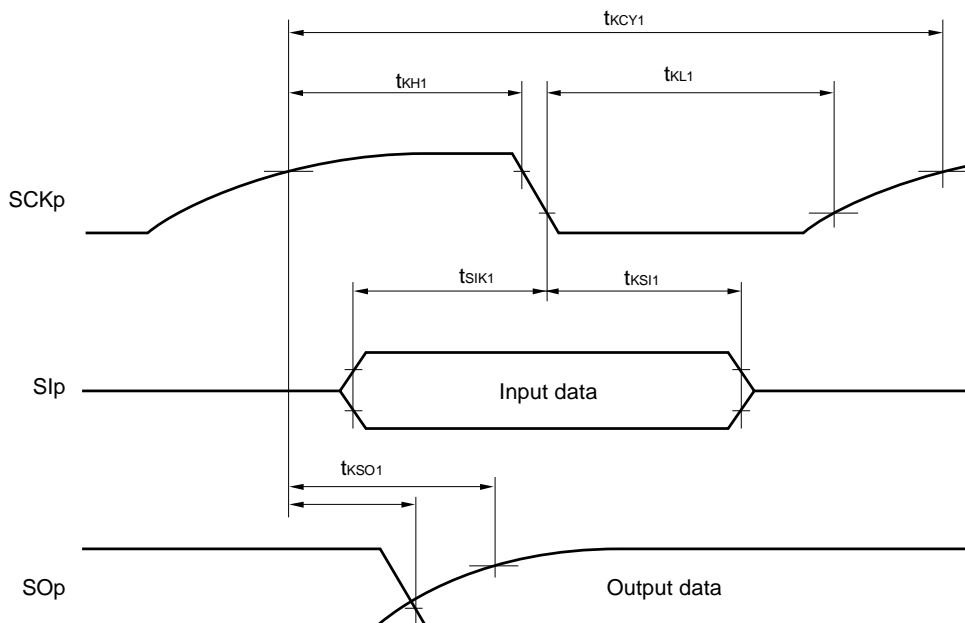 tKCY1
tKH1
tKL1
SCKp
tSIK1
tKSI1
SIp
Input data
tKSO1
SOp
Output data